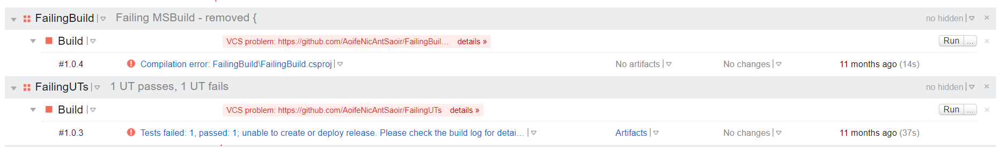 FailingBuild Failing MSBuild - removed { no hidden
Build VCS problem: https://github.com/AoifeNicAntSaoir/FailingBuil... details » Run ...
#1.0.4 Compilation error: FailingBuild\FailingBuild.csproj No artifacts No changes 11 months ago (14s)
FailingUTs 1 UT passes, 1 UT fails no hidden
Build VCS problem: https://github.com/AoifeNicAntSaoir/FailingUTs details » Run ...
#1.0.3 Tests failed: 1, passed: 1; unable to create or deploy release. Please check the build log for detai... Artifacts No changes 11 months ago (37s)